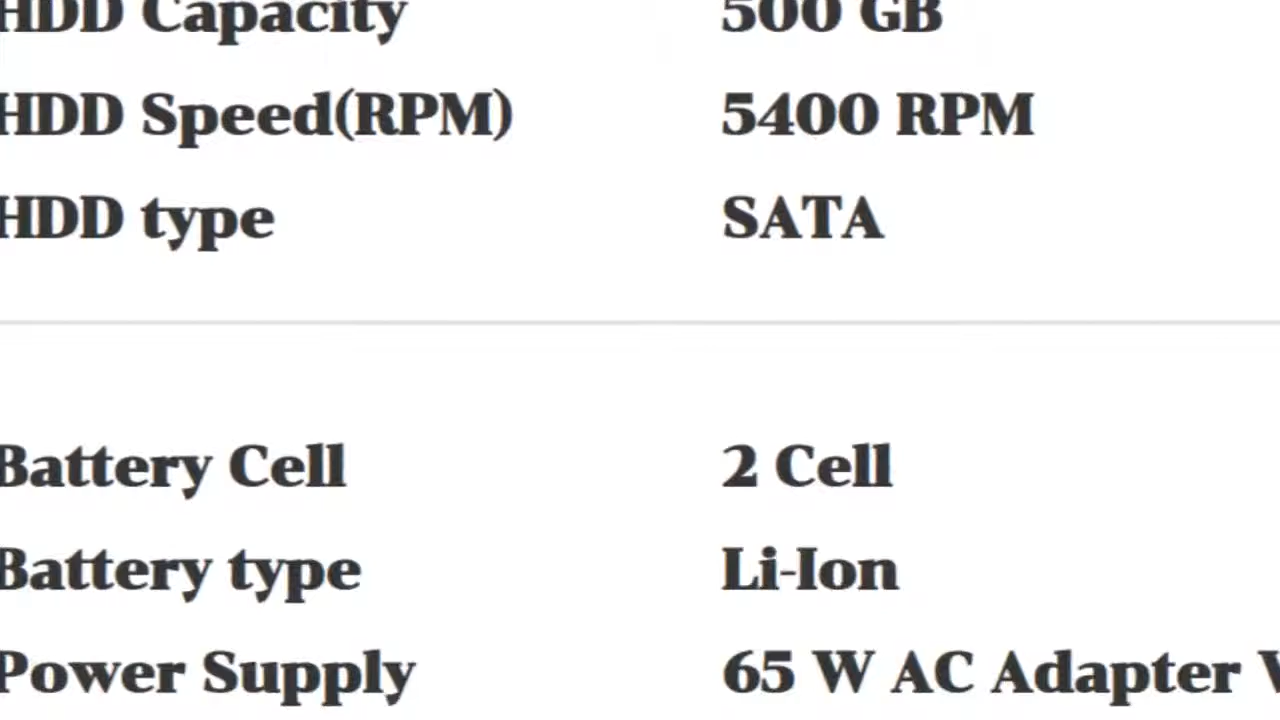 HDD Capacity 500 GB
HDD Speed(RPM) 5400 RPM
HDD type SATA
Battery Cell 2 Cell
Battery type Li-Ion
Power Supply 65 W AC Adapter